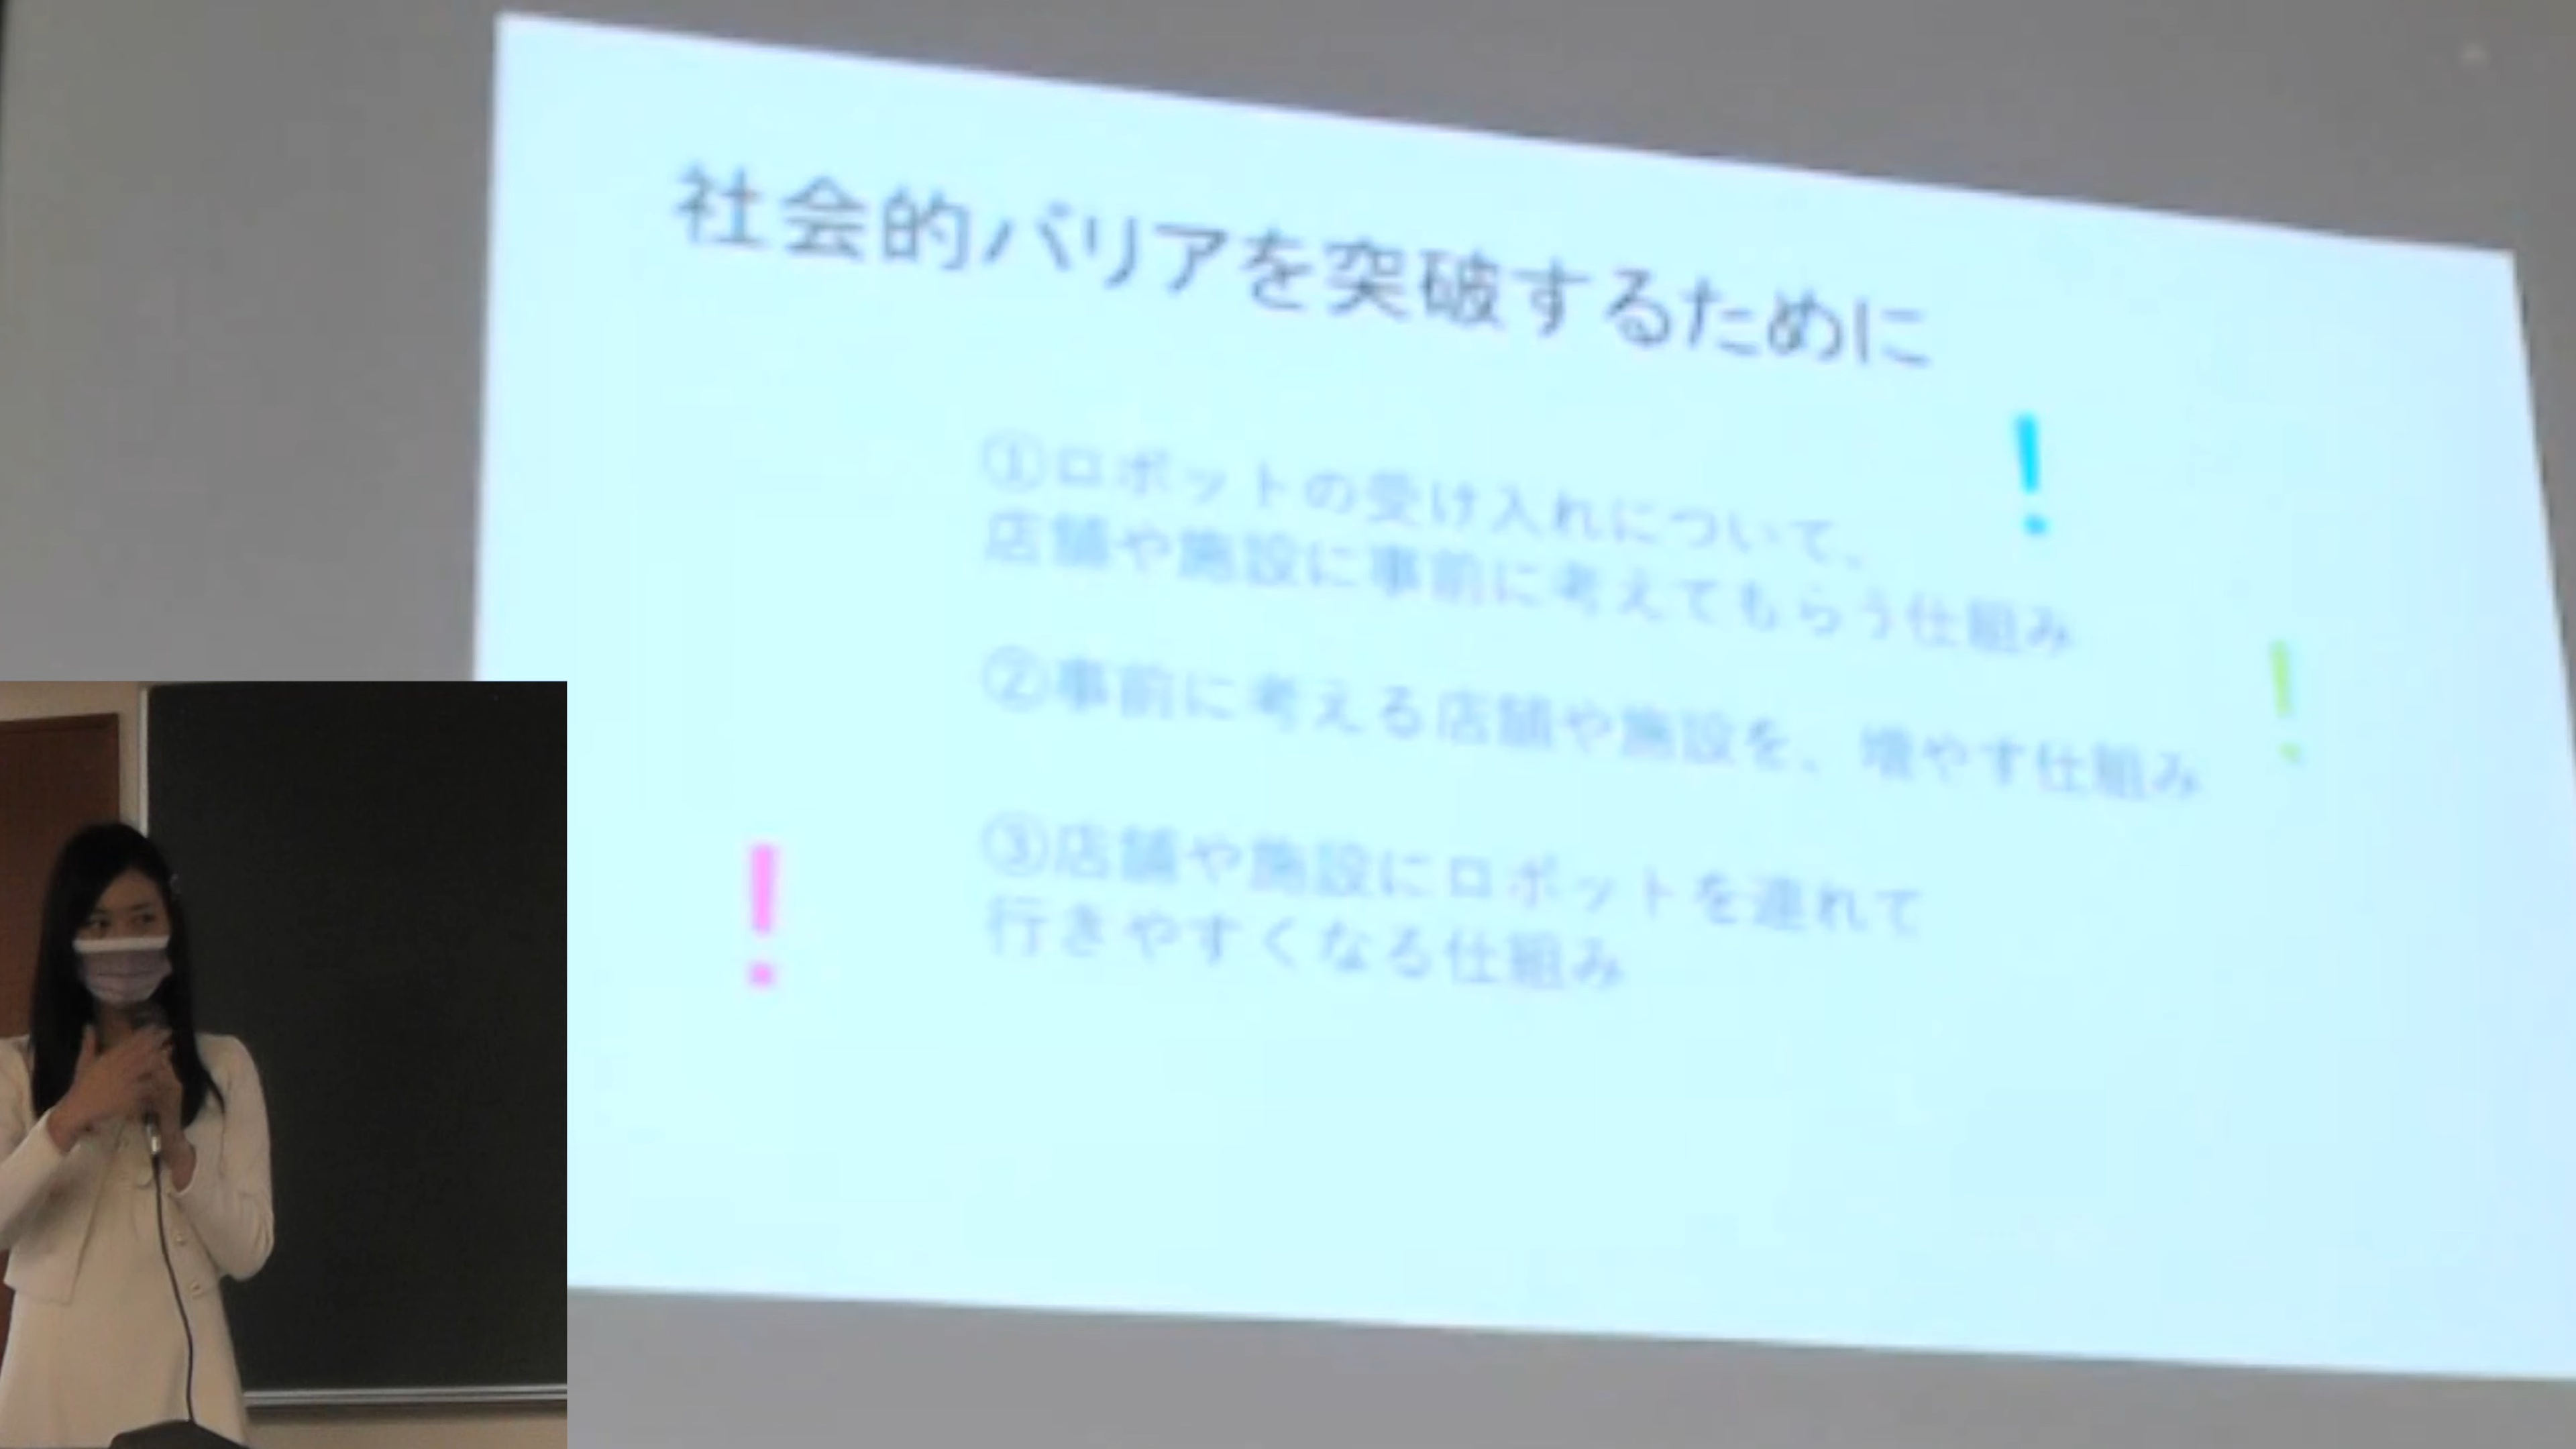 社会的バリアを突破するために
①ロボットの受け入れについて、
店舗や施設に事前に考えてもらう仕組み
②事前に考える店舗や施設を、増やす仕組み
③店舗や施設にロボットを連れて
行きやすくなる仕組み
!
!
!